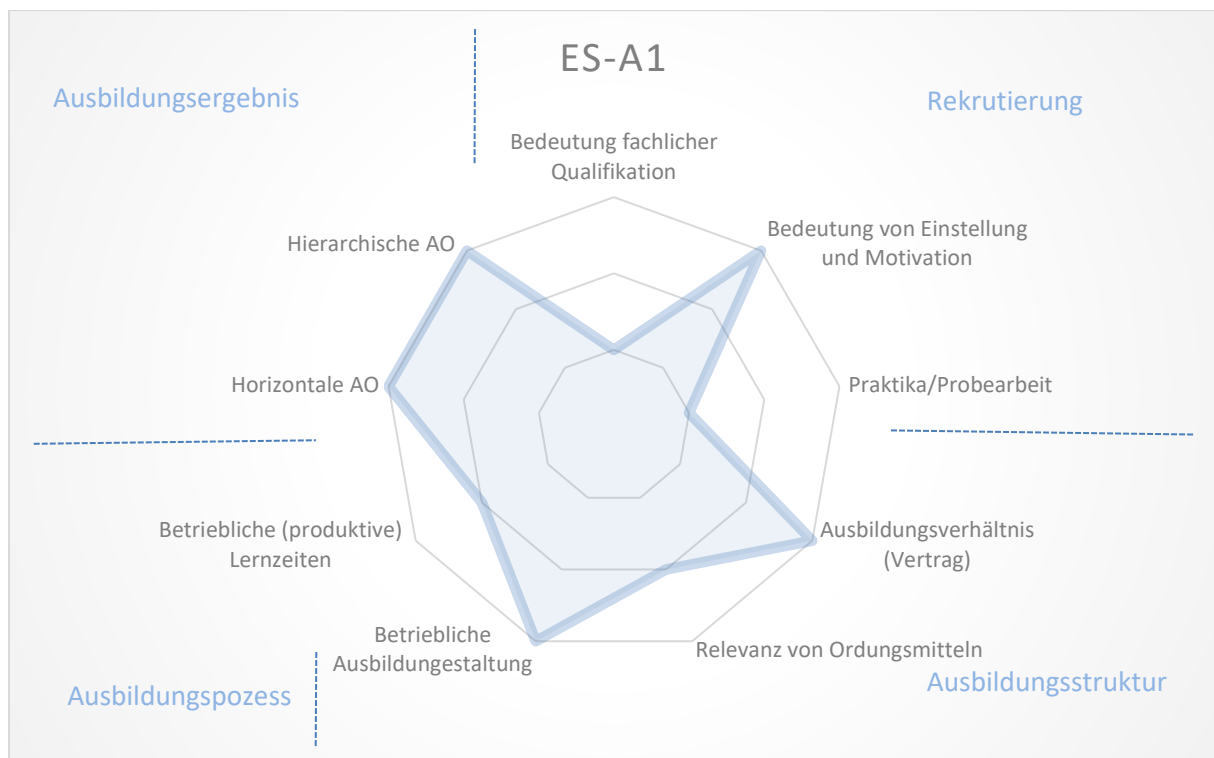 ES-A1
Ausbildungsergebnis
Rekrutierung
Bedeutung fachlicher
Qualifikation
Bedeutung von Einstellung
und Motivation
Hierarchische AO
Horizontale AO
Praktika/Probearbeit
Betriebliche (produktive)
Lernzeiten
Ausbildungsverhältnis
(Vertrag)
Betriebliche
Ausbildungestaltung
Relevanz von Ordungsmitteln
Ausbildungspozess
Ausbildungsstruktur